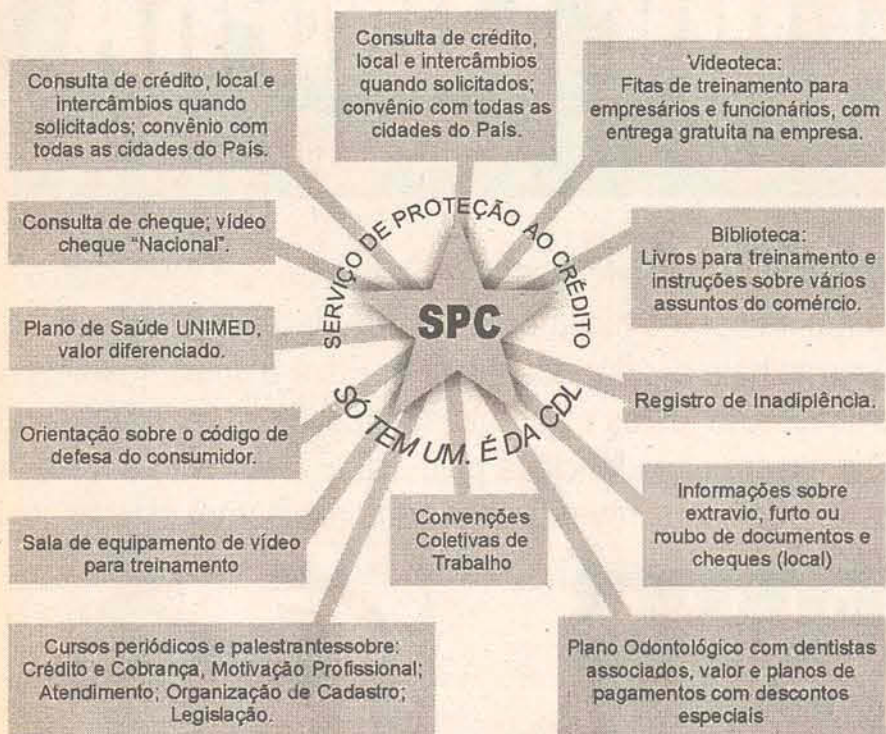 Consulta de crédito, local e
intercâmbios quando
solicitados; convênio com
todas as cidades do País.
Consulta de crédito,
local e intercâmbios
quando solicitados;
convênio com todas as
cidades do País.
Videoteca:
Fitas de treinamento para
empresários e funcionários, com
entrega gratuita na empresa.
Consulta de cheque; vídeo
cheque “Nacional”.
Biblioteca:
Livros para treinamento e
instruções sobre vários
assuntos do comércio.
SERVIÇO DE PROTEÇÃO AO CRÉDITO
SPC
SÓ TEM UM. É DA CDL
Plano de Saúde UNIMED,
valor diferenciado.
Registro de Inadiplência.
Orientação sobre o código de
defesa do consumidor.
Informações sobre
extravio, furto ou
roubo de documentos e
cheques (local)
Sala de equipamento de vídeo
para treinamento
Convenções
Coletivas de
Trabalho
Cursos periódicos e palestrantessobre:
Crédito e Cobrança, Motivação Profissional;
Atendimento; Organização de Cadastro;
Legislação.
Plano Odontológico com dentistas
associados, valor e planos de
pagamentos com descontos
especiais